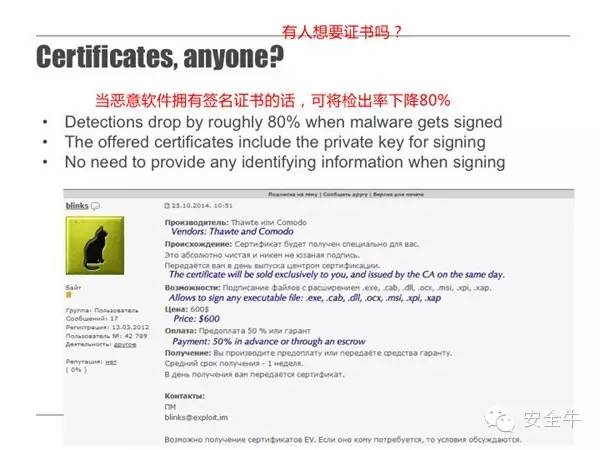 有人想要证书吗？
Certificates, anyone?
当恶意软件拥有签名证书的话，可将检出率下降80%
• Detections drop by roughly 80% when malware gets signed
• The offered certificates include the private key for signing
• No need to provide any identifying information when signing
Подписка на тему | Сообщить другу | Версия для печати
blinks
25.10.2014, 10:51
Производитель: Thawte или Comodo
Vendors: Thawte and Comodo
Происхождение: Сертификат будет получен специально для вас.
Это абсолютно чистая и никем не юзаная подпись.
Передаётся вам в день выпуска центром сертификации.
The certificate will be sold exclusively to you, and issued by the CA on the same day.
байт
Возможности: Подписание файлов с расширением .exe, .cab, .dll, .ocx, .msi, .xpi, .xap.
Allows to sign any executable file: .exe, .cab, .dll, .ocx, .msi, .xpi, .xap
Группа: Пользователь
Сообщений: 17
Регистрация: 13.03.2012
Пользователь №: 42 789
Деятельность: другое
Репутация: нет
( 0% )
Цена: 600$
Price: $600
Оплата: Предоплата 50 % или гарант
Payment: 50% in advance or through an escrow
Получение: Вы производите предоплату или передаёте средства гаранту.
Средний срок получения - 1 неделя.
В день получения вам передаётся сертификат.
Контакты:
ПМ
blinks@exploit.im
Возможно получение сертификатов EV. Если оно кому потребуется, то условия обсуждаются.
安全牛